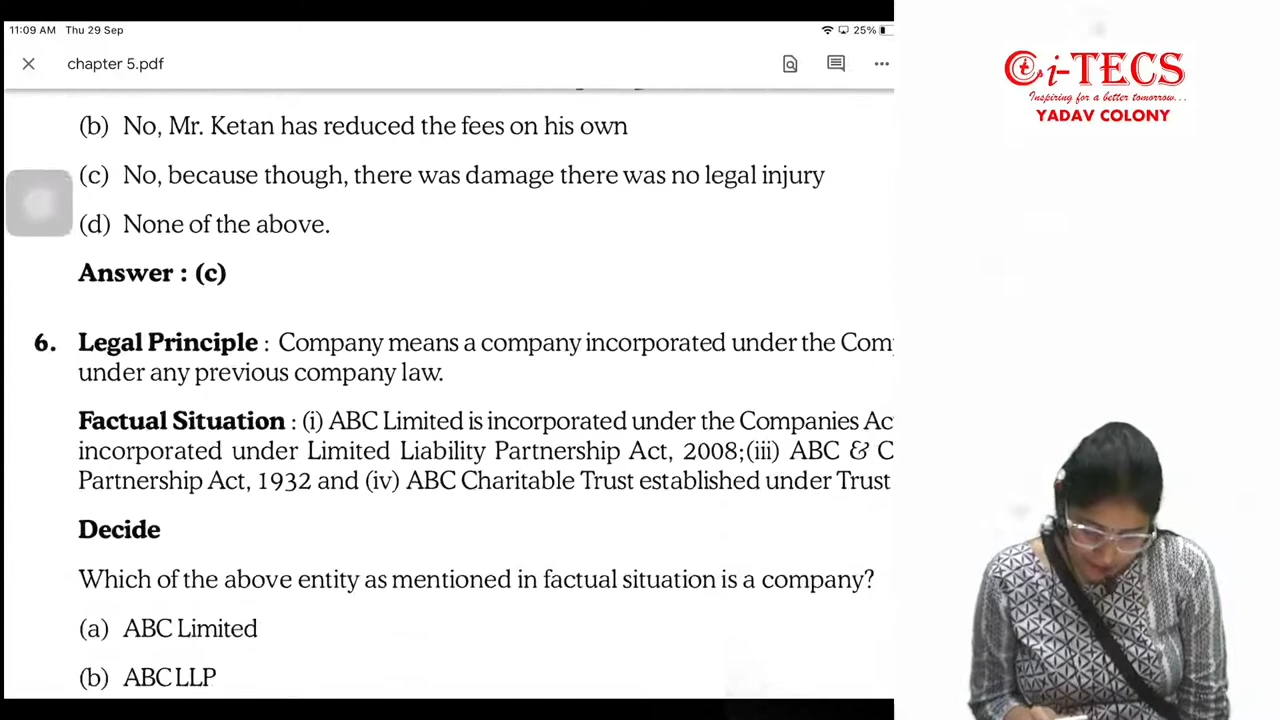 11:09 AM Thu 29 Sep
25%
chapter 5.pdf
(b) No, Mr. Ketan has reduced the fees on his own
(c) No, because though, there was damage there was no legal injury
(d) None of the above.
Answer : (c)
6. Legal Principle : Company means a company incorporated under the Com
under any previous company law.
Factual Situation : (i) ABC Limited is incorporated under the Companies Ac
incorporated under Limited Liability Partnership Act, 2008;(iii) ABC & C
Partnership Act, 1932 and (iv) ABC Charitable Trust established under Trust
Decide
Which of the above entity as mentioned in factual situation is a company?
(a) ABC Limited
(b) ABC LLP
i-TECS
Inspiring for a better tomorrow...
YADAV COLONY